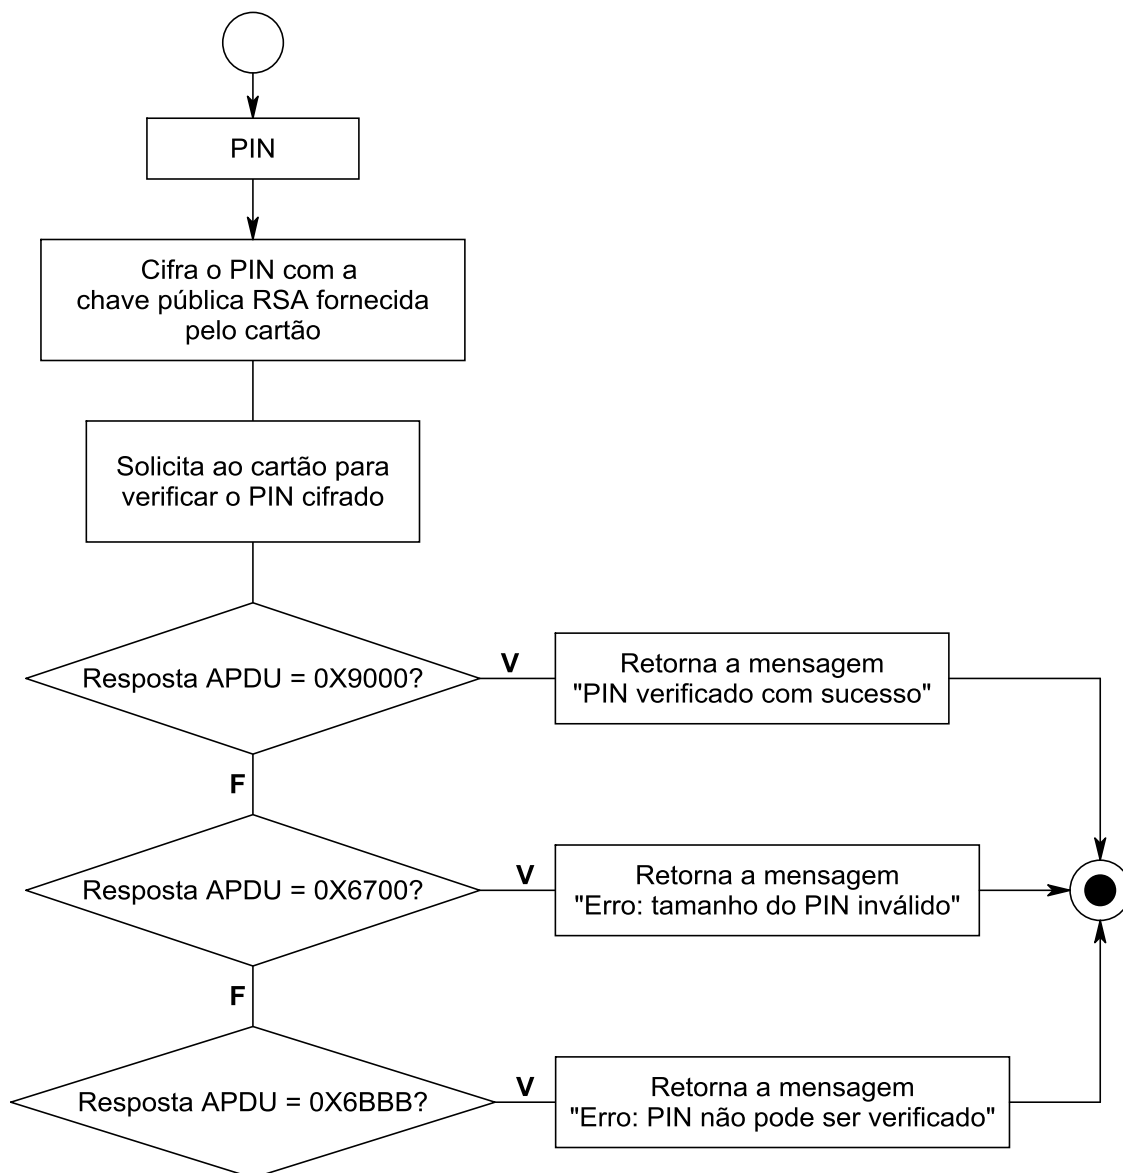 PIN
Cifra o PIN com a
chave pública RSA fornecida
pelo cartão
Solicita ao cartão para
verificar o PIN cifrado
Resposta APDU = 0X9000?
V
Retorna a mensagem
"PIN verificado com sucesso"
F
Resposta APDU = 0X6700?
V
Retorna a mensagem
"Erro: tamanho do PIN inválido"
F
Resposta APDU = 0X6BBB?
V
Retorna a mensagem
"Erro: PIN não pode ser verificado"